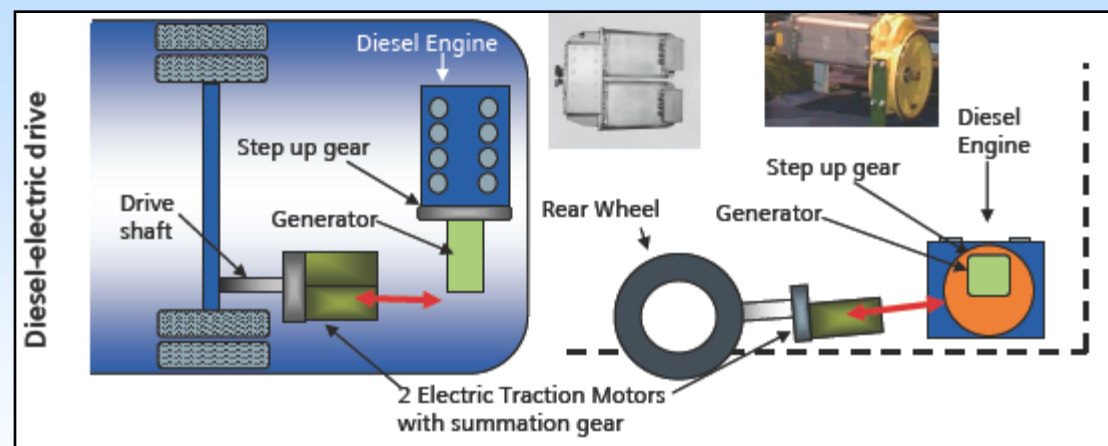 Diesel-electric drive
Diesel Engine
Step up gear
Generator
Drive
shaft
2 Electric Traction Motors
with summation gear
Rear Wheel
Diesel
Engine
Step up gear
Generator